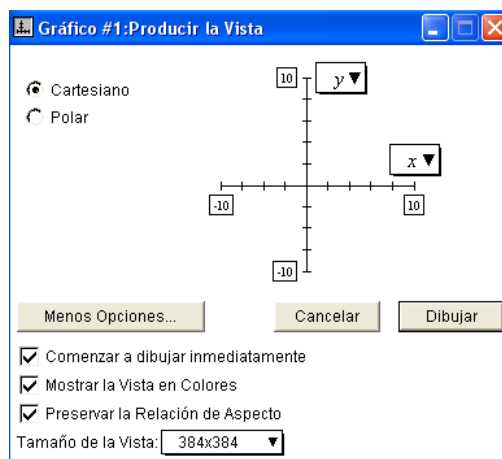 Gráfico #1:Producir la Vista
Cartesiano
Polar
10
y
x
-10
10
-10
Menos Opciones...
Cancelar
Dibujar
Comenzar a dibujar inmediatamente
Mostrar la Vista en Colores
Preservar la Relación de Aspecto
Tamaño de la Vista: 384x384